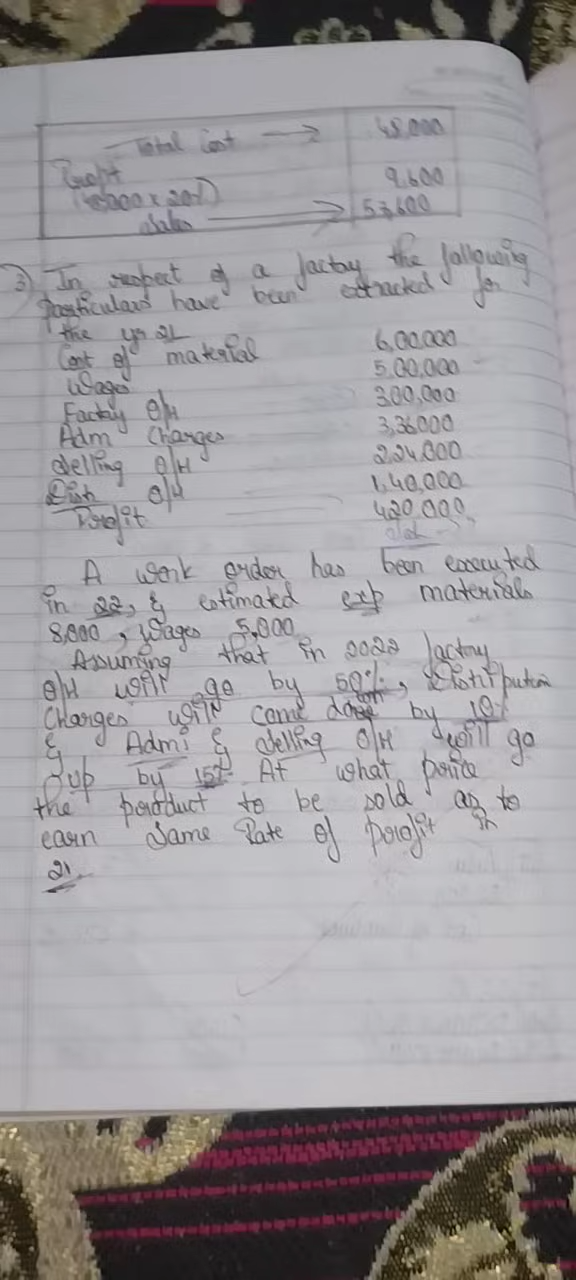 Total Cost → 48,000
Profit 9,600
(48000 x 20%)
Sales → 53,600
3) In respect of a factory the following
particulars have been extracted for
the yr 21
Cost of material 6,00,000
Wages 5,00,000
Factory O/H 3,00,000
Adm Charges 3,36,000
Selling O/H 2,24,000
Dish O/H 1,40,000
Profit 420,000
A work order has been executed
in 22, & estimated exp materials
8,000, Wages 5,000
Assuming that in 2022 factory
O/H will go by 50%, Distribution
Charges will come down by 10%
& Admi & Selling O/H will go
up by 15%. At what price
the product to be sold as to
earn Same Rate of profit in
21